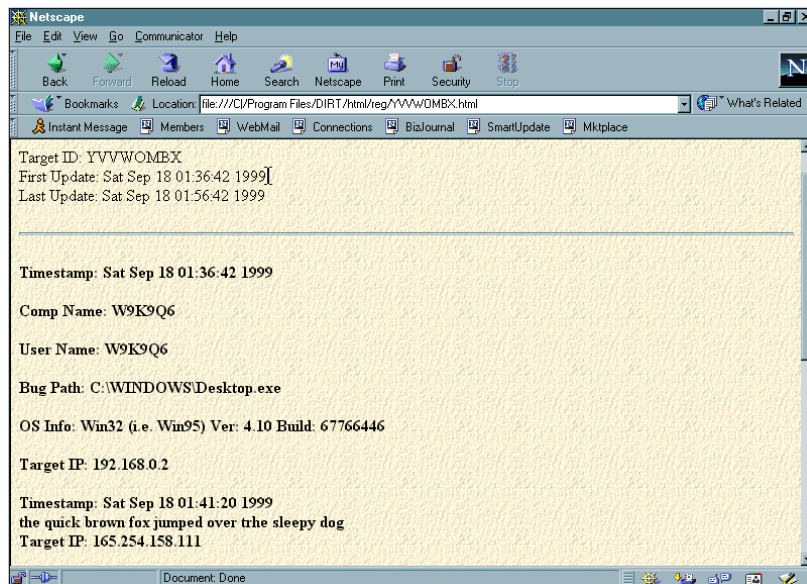 Netscape
File Edit View Go Communicator Help
Back Forward Reload Home Search Netscape Print Security Stop
Bookmarks Location: file:///C|/Program Files/DIRT/html/reg/YVVWOMBX.html What's Related
Instant Message Members WebMail Connections BizJournal SmartUpdate Mktplace
Target ID: YVVWOMBX
First Update: Sat Sep 18 01:36:42 1999
Last Update: Sat Sep 18 01:56:42 1999
Timestamp: Sat Sep 18 01:36:42 1999
Comp Name: W9K9Q6
User Name: W9K9Q6
Bug Path: C:\WINDOWS\Desktop.exe
OS Info: Win32 (i.e. Win95) Ver: 4.10 Build: 67766446
Target IP: 192.168.0.2
Timestamp: Sat Sep 18 01:41:20 1999
the quick brown fox jumped over trhe sleepy dog
Target IP: 165.254.158.111
Document: Done